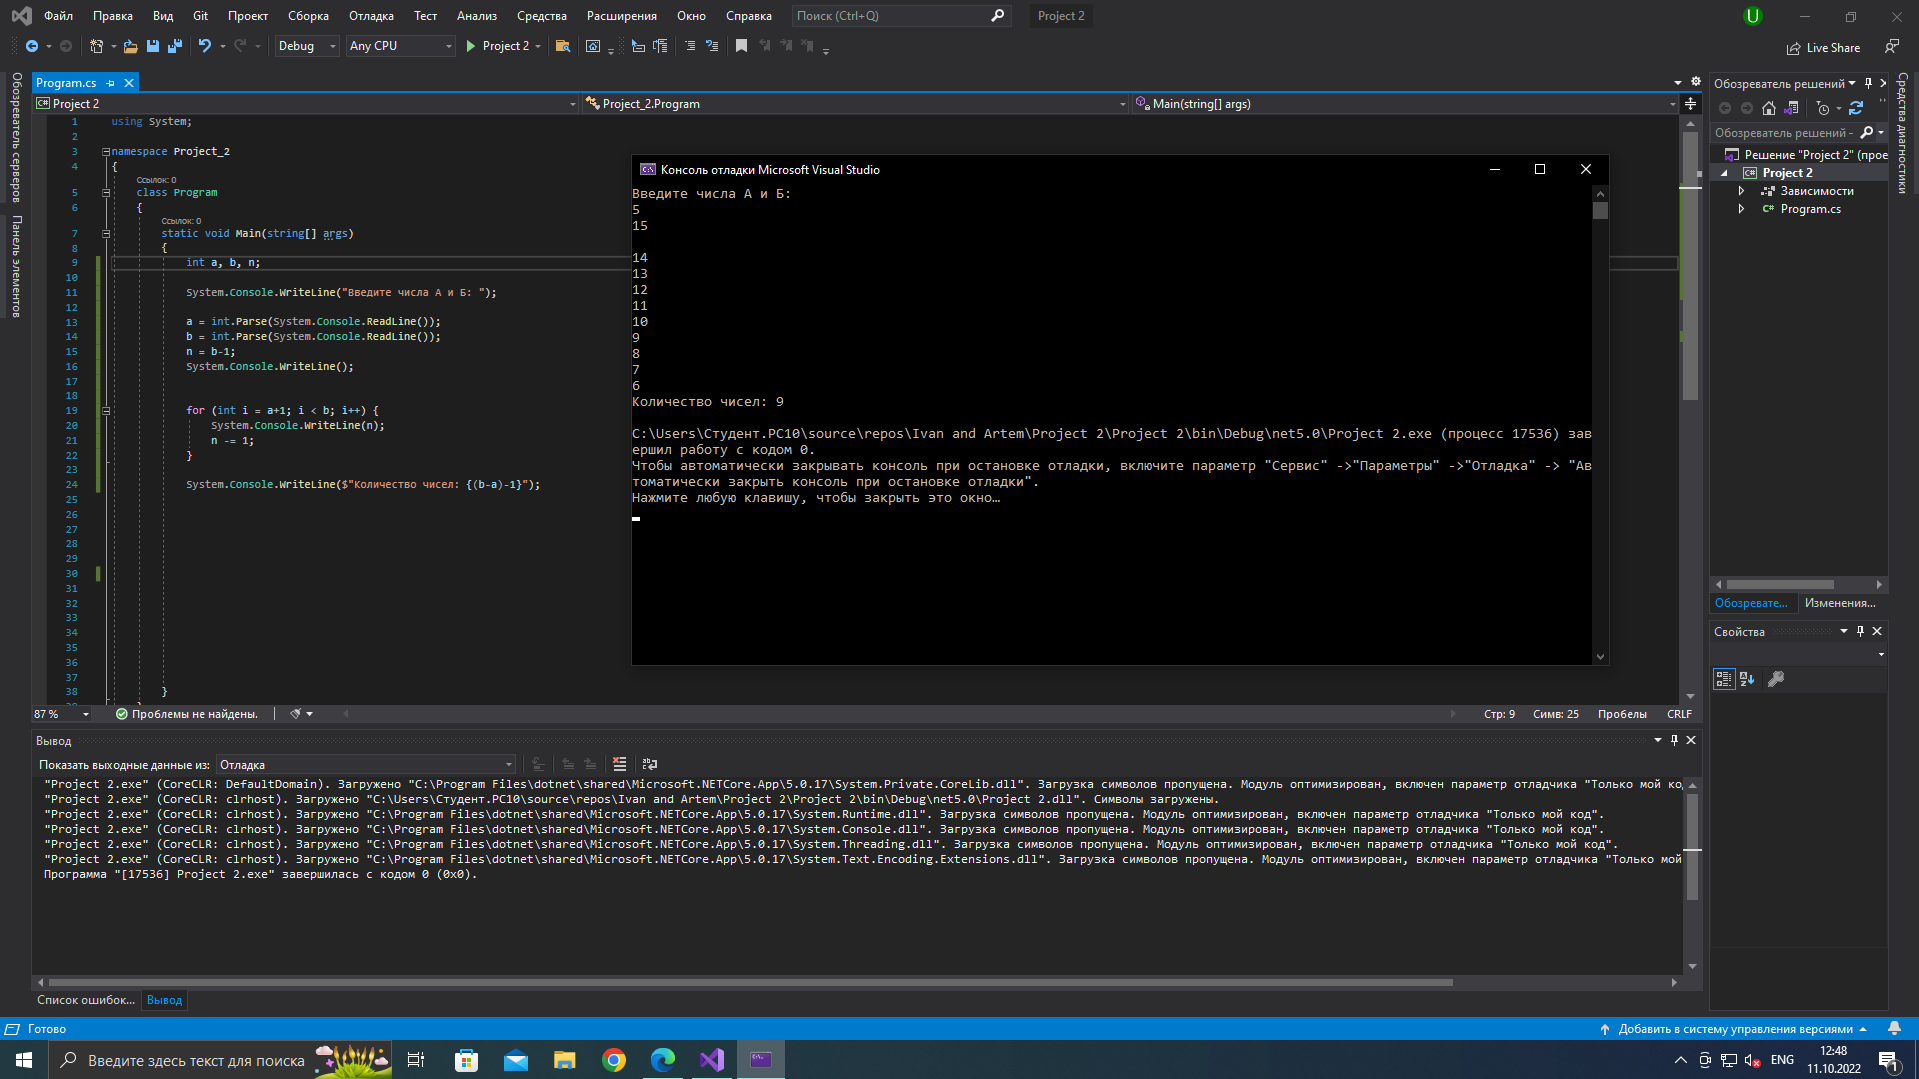 Файл Правка Вид Git Проект Сборка Отладка Тест Анализ Средства Расширения Окно Справка Поиск (Ctrl+Q) Project 2
Debug Any CPU Project 2 Live Share
Обозреватель серверов
Панель элементов
Program.cs
Project 2 Project_2.Program Main(string[] args)
1 using System;
2
3 namespace Project_2
4 {
Ссылок: 0
5 class Program
6 {
Ссылок: 0
7 static void Main(string[] args)
8 {
9 int a, b, n;
10
11 System.Console.WriteLine("Введите числа А и Б: ");
12
13 a = int.Parse(System.Console.ReadLine());
14 b = int.Parse(System.Console.ReadLine());
15 n = b-1;
16 System.Console.WriteLine();
17
18
19 for (int i = a+1; i < b; i++) {
20 System.Console.WriteLine(n);
21 n -= 1;
22 }
23
24 System.Console.WriteLine($"Количество чисел: {(b-a)-1}");
25
26
27
28
29
30
31
32
33
34
35
36
37
38 }
Консоль отладки Microsoft Visual Studio
Введите числа А и Б:
5
15
14
13
12
11
10
9
8
7
6
Количество чисел: 9
C:\Users\Студент.PC10\source\repos\Ivan and Artem\Project 2\Project 2\bin\Debug\net5.0\Project 2.exe (процесс 17536) зав
ершил работу с кодом 0.
Чтобы автоматически закрывать консоль при остановке отладки, включите параметр "Сервис" ->"Параметры" ->"Отладка" -> "Ав
томатически закрыть консоль при остановке отладки".
Нажмите любую клавишу, чтобы закрыть это окно…
87 % Проблемы не найдены. Стр: 9 Симв: 25 Пробелы CRLF
Вывод
Показать выходные данные из: Отладка
"Project 2.exe" (CoreCLR: DefaultDomain). Загружено "C:\Program Files\dotnet\shared\Microsoft.NETCore.App\5.0.17\System.Private.CoreLib.dll". Загрузка символов пропущена. Модуль оптимизирован, включен параметр отладчика "Только мой код
"Project 2.exe" (CoreCLR: clrhost). Загружено "C:\Users\Студент.PC10\source\repos\Ivan and Artem\Project 2\Project 2\bin\Debug\net5.0\Project 2.dll". Символы загружены.
"Project 2.exe" (CoreCLR: clrhost). Загружено "C:\Program Files\dotnet\shared\Microsoft.NETCore.App\5.0.17\System.Runtime.dll". Загрузка символов пропущена. Модуль оптимизирован, включен параметр отладчика "Только мой код".
"Project 2.exe" (CoreCLR: clrhost). Загружено "C:\Program Files\dotnet\shared\Microsoft.NETCore.App\5.0.17\System.Console.dll". Загрузка символов пропущена. Модуль оптимизирован, включен параметр отладчика "Только мой код".
"Project 2.exe" (CoreCLR: clrhost). Загружено "C:\Program Files\dotnet\shared\Microsoft.NETCore.App\5.0.17\System.Threading.dll". Загрузка символов пропущена. Модуль оптимизирован, включен параметр отладчика "Только мой код".
"Project 2.exe" (CoreCLR: clrhost). Загружено "C:\Program Files\dotnet\shared\Microsoft.NETCore.App\5.0.17\System.Text.Encoding.Extensions.dll". Загрузка символов пропущена. Модуль оптимизирован, включен параметр отладчика "Только мой
Программа "[17536] Project 2.exe" завершилась с кодом 0 (0x0).
Список ошибок... Вывод
Обозреватель решений
Обозреватель решений -
Решение "Project 2" (прое
Project 2
Зависимости
C# Program.cs
Обозревате... Изменения...
Свойства
Средства диагностики
Готово Добавить в систему управления версиями
Введите здесь текст для поиска ENG 12:48
11.10.2022 1